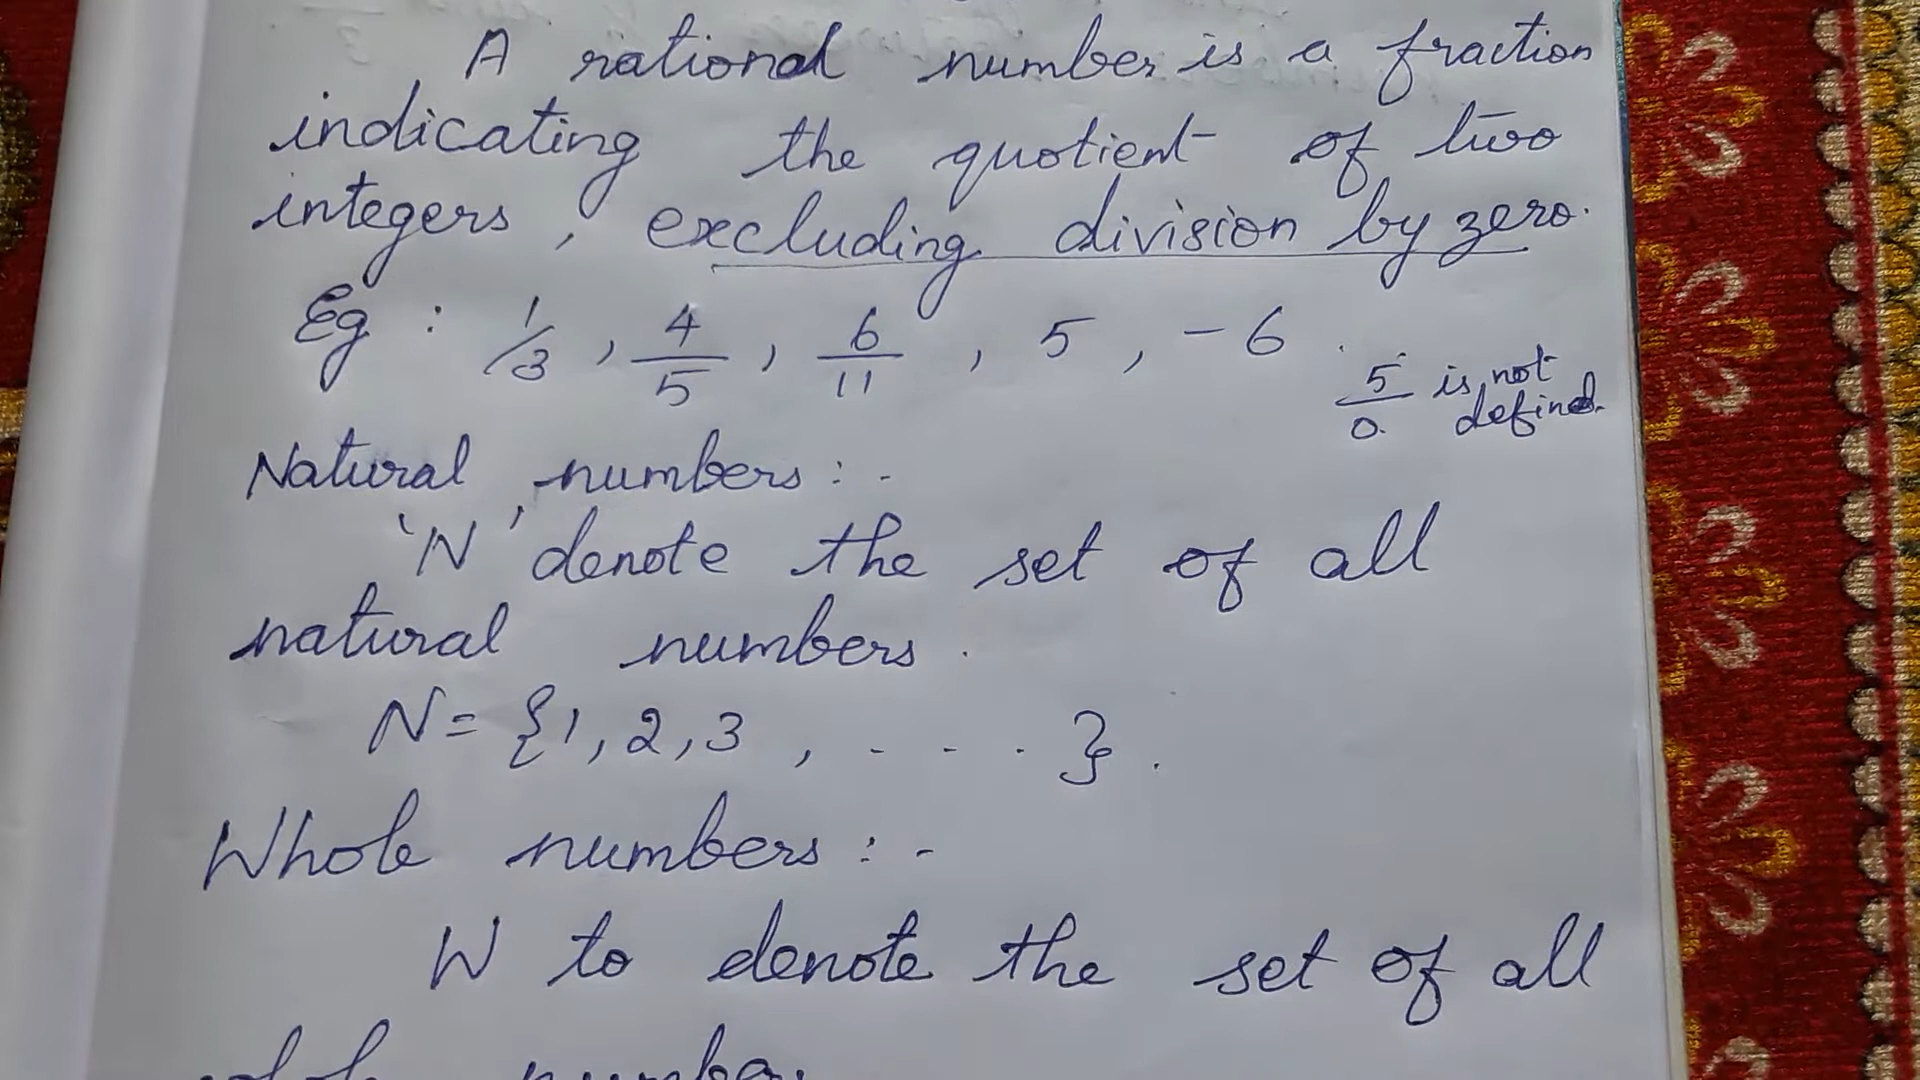 A rational number is a fraction
indicating the quotient of two
integers, excluding division by zero.
Eg : 1/3, 4/5, 6/11, 5, -6.
5/0 is not
defined.
Natural numbers:-
'N' denote the set of all
natural numbers.
N = {1, 2, 3, . . . }.
Whole numbers:-
W to denote the set of all
whole number